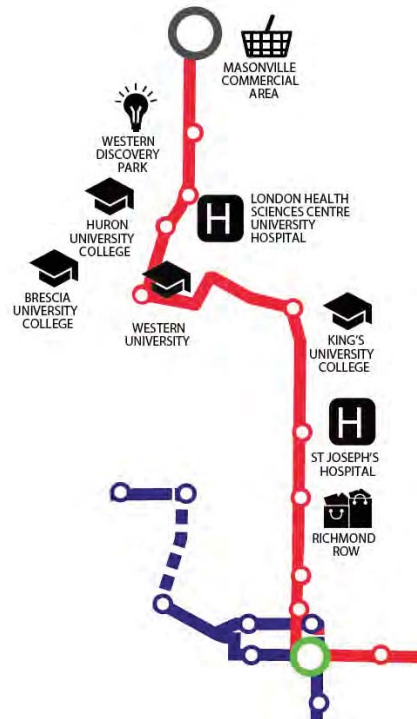 MASONVILLE
COMMERCIAL
AREA
WESTERN
DISCOVERY
PARK
H
LONDON HEALTH
SCIENCES CENTRE
UNIVERSITY
HOSPITAL
HURON
UNIVERSITY
COLLEGE
BRESCIA
UNIVERSITY
COLLEGE
WESTERN
UNIVERSITY
KING'S
UNIVERSITY
COLLEGE
H
ST JOSEPH'S
HOSPITAL
RICHMOND
ROW